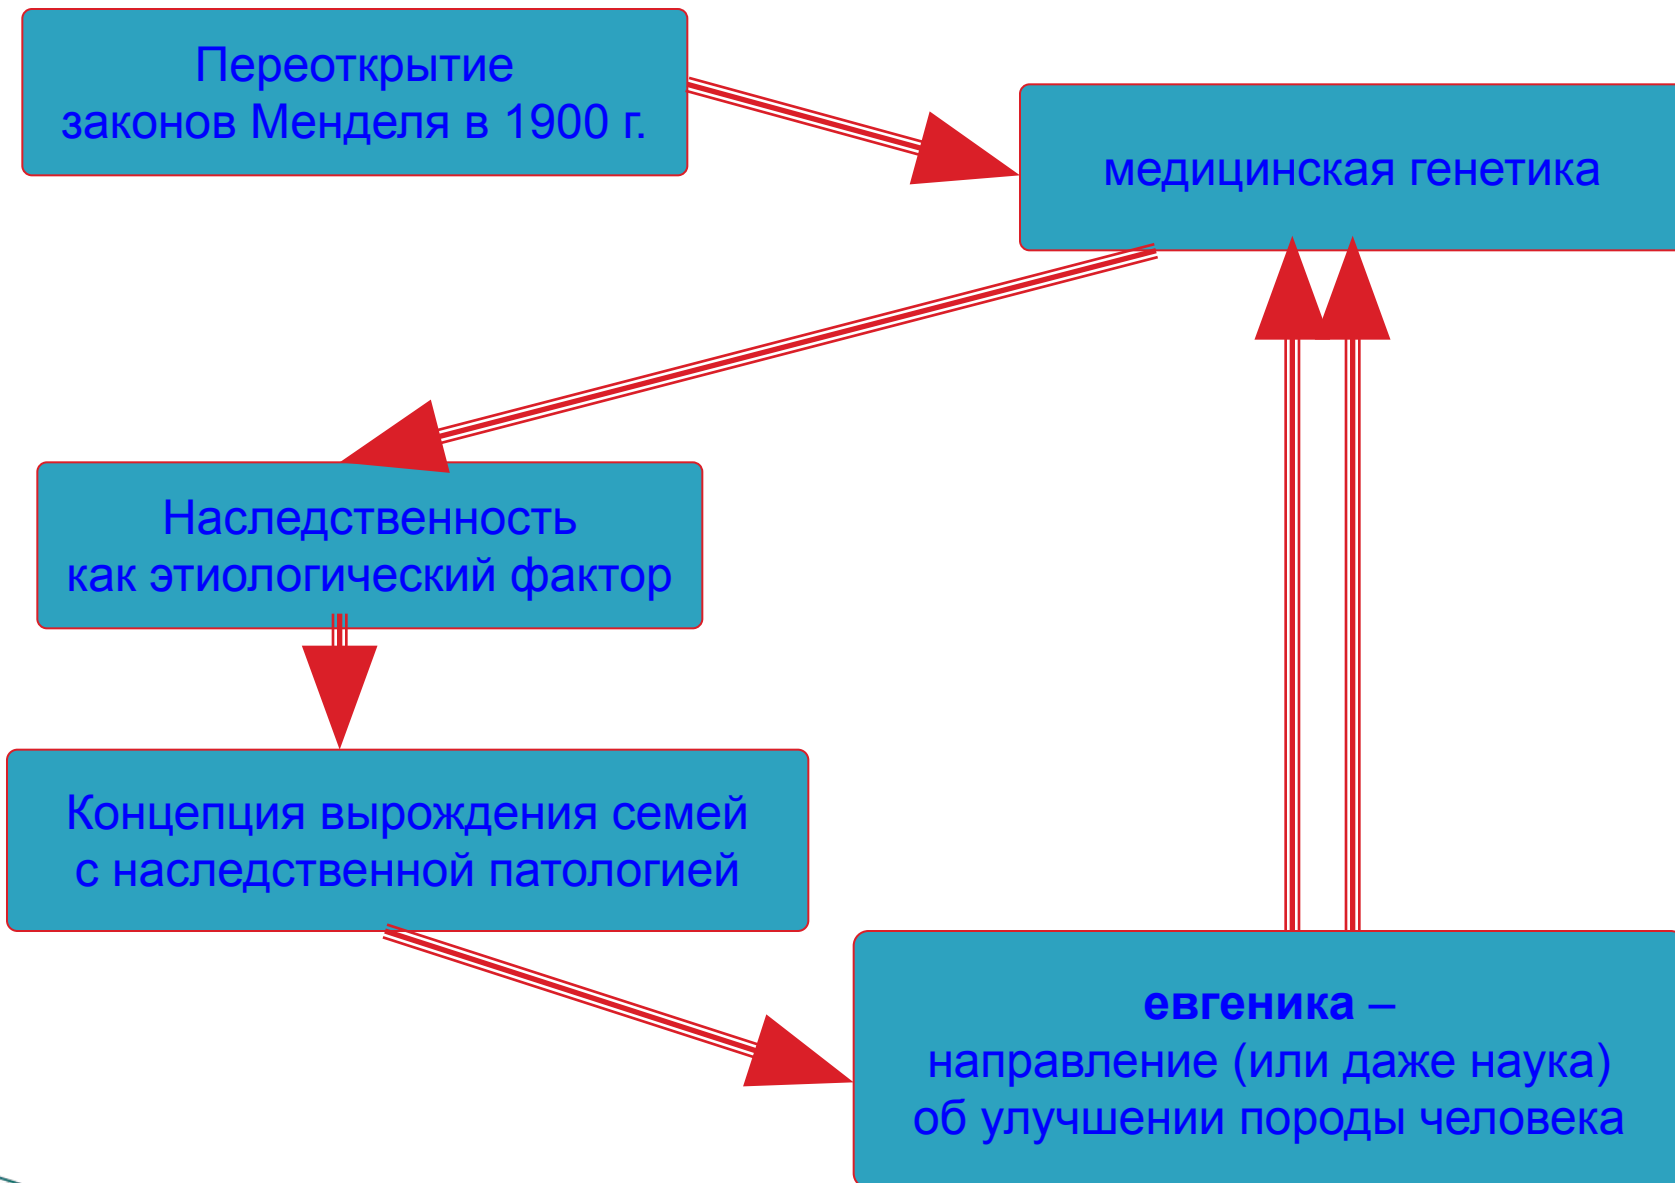 Переоткрытие
законов Менделя в 1900 г.
медицинская генетика
Наследственность
как этиологический фактор
Концепция вырождения семей
с наследственной патологией
евгеника –
направление (или даже наука)
об улучшении породы человека